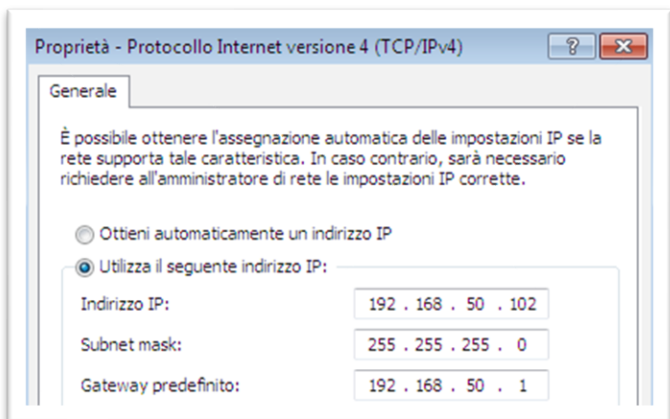 Proprietà - Protocollo Internet versione 4 (TCP/IPv4)
Generale
È possibile ottenere l'assegnazione automatica delle impostazioni IP se la
rete supporta tale caratteristica. In caso contrario, sarà necessario
richiedere all'amministratore di rete le impostazioni IP corrette.
Ottieni automaticamente un indirizzo IP
Utilizza il seguente indirizzo IP:
Indirizzo IP: 192 . 168 . 50 . 102
Subnet mask: 255 . 255 . 255 . 0
Gateway predefinito: 192 . 168 . 50 . 1